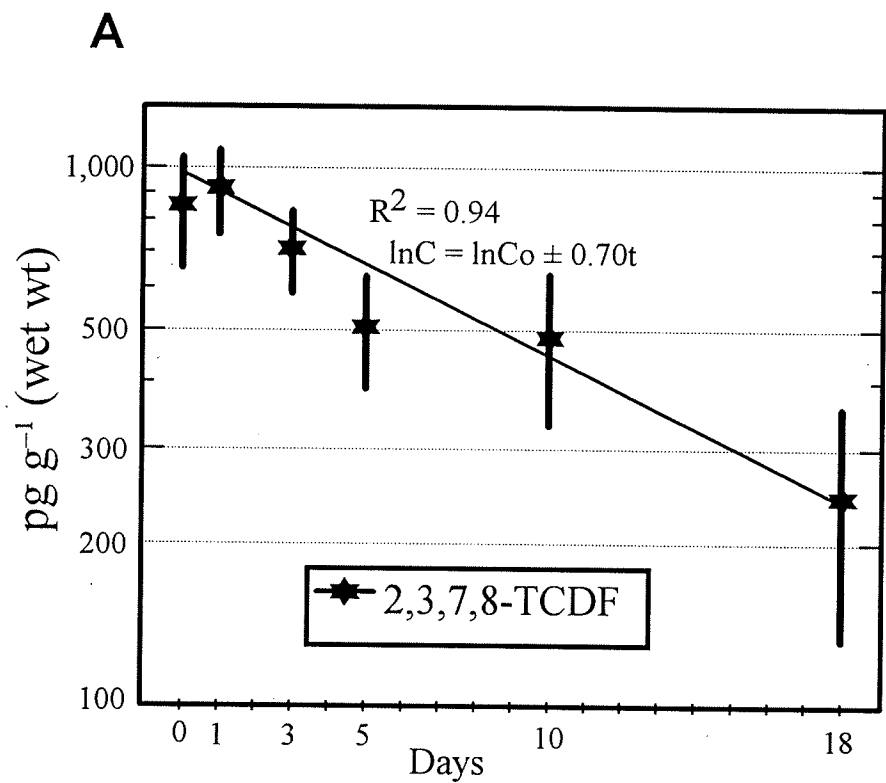 A
1,000
500
300
200
100
pg g⁻¹ (wet wt)
R² = 0.94
lnC = lnCo ± 0.70t
2,3,7,8-TCDF
0 1 3 5 10 18
Days